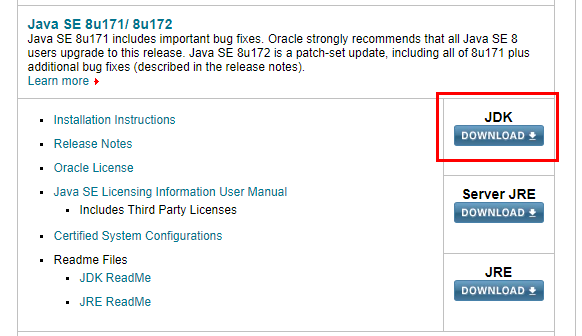 Java SE 8u171/ 8u172
Java SE 8u171 includes important bug fixes. Oracle strongly recommends that all Java SE 8
users upgrade to this release. Java SE 8u172 is a patch-set update, including all of 8u171 plus
additional bug fixes (described in the release notes).
Learn more
Installation Instructions
Release Notes
Oracle License
Java SE Licensing Information User Manual
Includes Third Party Licenses
Certified System Configurations
Readme Files
JDK ReadMe
JRE ReadMe
JDK
DOWNLOAD
Server JRE
DOWNLOAD
JRE
DOWNLOAD